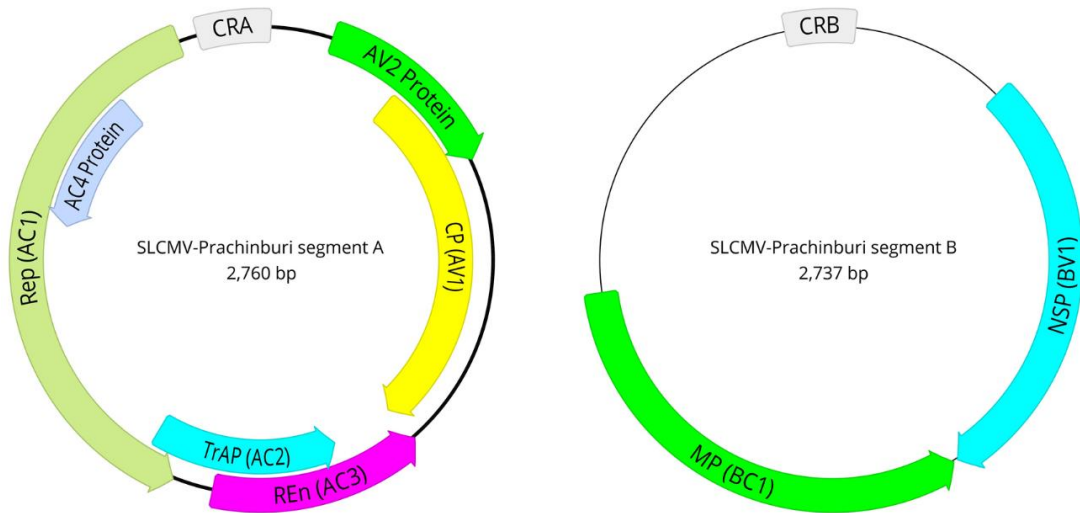 CRA
AV2 Protein
CP (AV1)
AC4 Protein
Rep (AC1)
SLCMV-Prachinburi segment A
2,760 bp
TrAP (AC2)
REn (AC3)
CRB
NSP (BV1)
SLCMV-Prachinburi segment B
2,737 bp
MP (BC1)